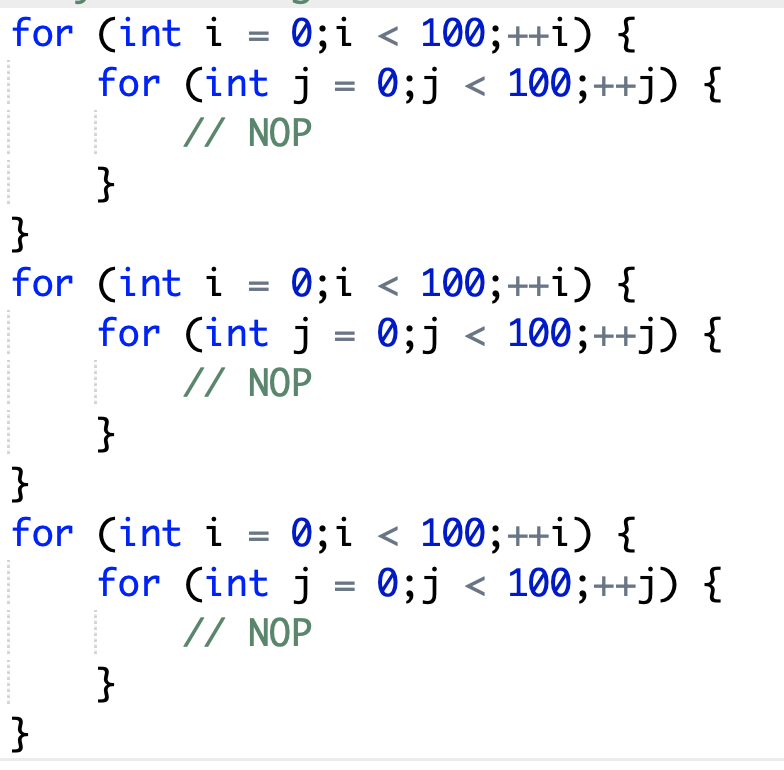 for (int i = 0;i < 100;++i) {
    for (int j = 0;j < 100;++j) {
        // NOP
    }
}
for (int i = 0;i < 100;++i) {
    for (int j = 0;j < 100;++j) {
        // NOP
    }
}
for (int i = 0;i < 100;++i) {
    for (int j = 0;j < 100;++j) {
        // NOP
    }
}